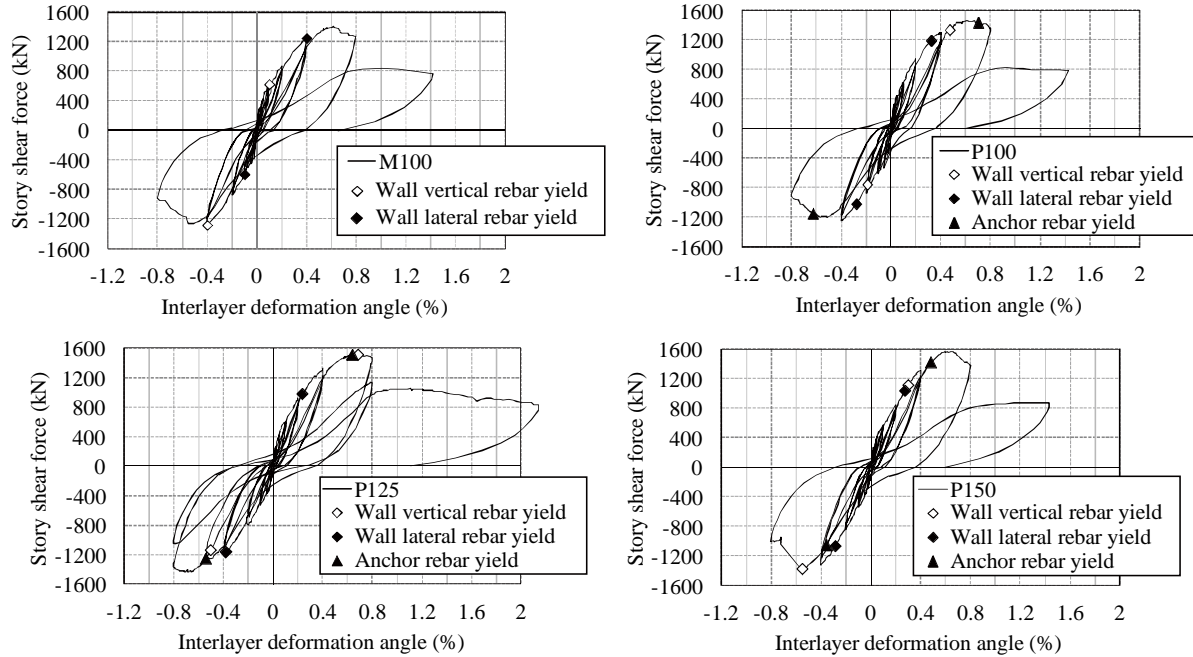 Story shear force (kN)
1600
1200
800
400
0
-400
-800
-1200
-1600
M100
Wall vertical rebar yield
Wall lateral rebar yield
-1.2 -0.8 -0.4 0 0.4 0.8 1.2 1.6 2
Interlayer deformation angle (%)
Story shear force (kN)
1600
1200
800
400
0
-400
-800
-1200
-1600
P100
Wall vertical rebar yield
Wall lateral rebar yield
Anchor rebar yield
-1.2 -0.8 -0.4 0 0.4 0.8 1.2 1.6 2
Interlayer deformation angle (%)
Story shear force (kN)
1600
1200
800
400
0
-400
-800
-1200
-1600
P125
Wall vertical rebar yield
Wall lateral rebar yield
Anchor rebar yield
-1.2 -0.8 -0.4 0 0.4 0.8 1.2 1.6 2
Interlayer deformation angle (%)
Story shear force (kN)
1600
1200
800
400
0
-400
-800
-1200
-1600
P150
Wall vertical rebar yield
Wall lateral rebar yield
Anchor rebar yield
-1.2 -0.8 -0.4 0 0.4 0.8 1.2 1.6 2
Interlayer deformation angle (%)